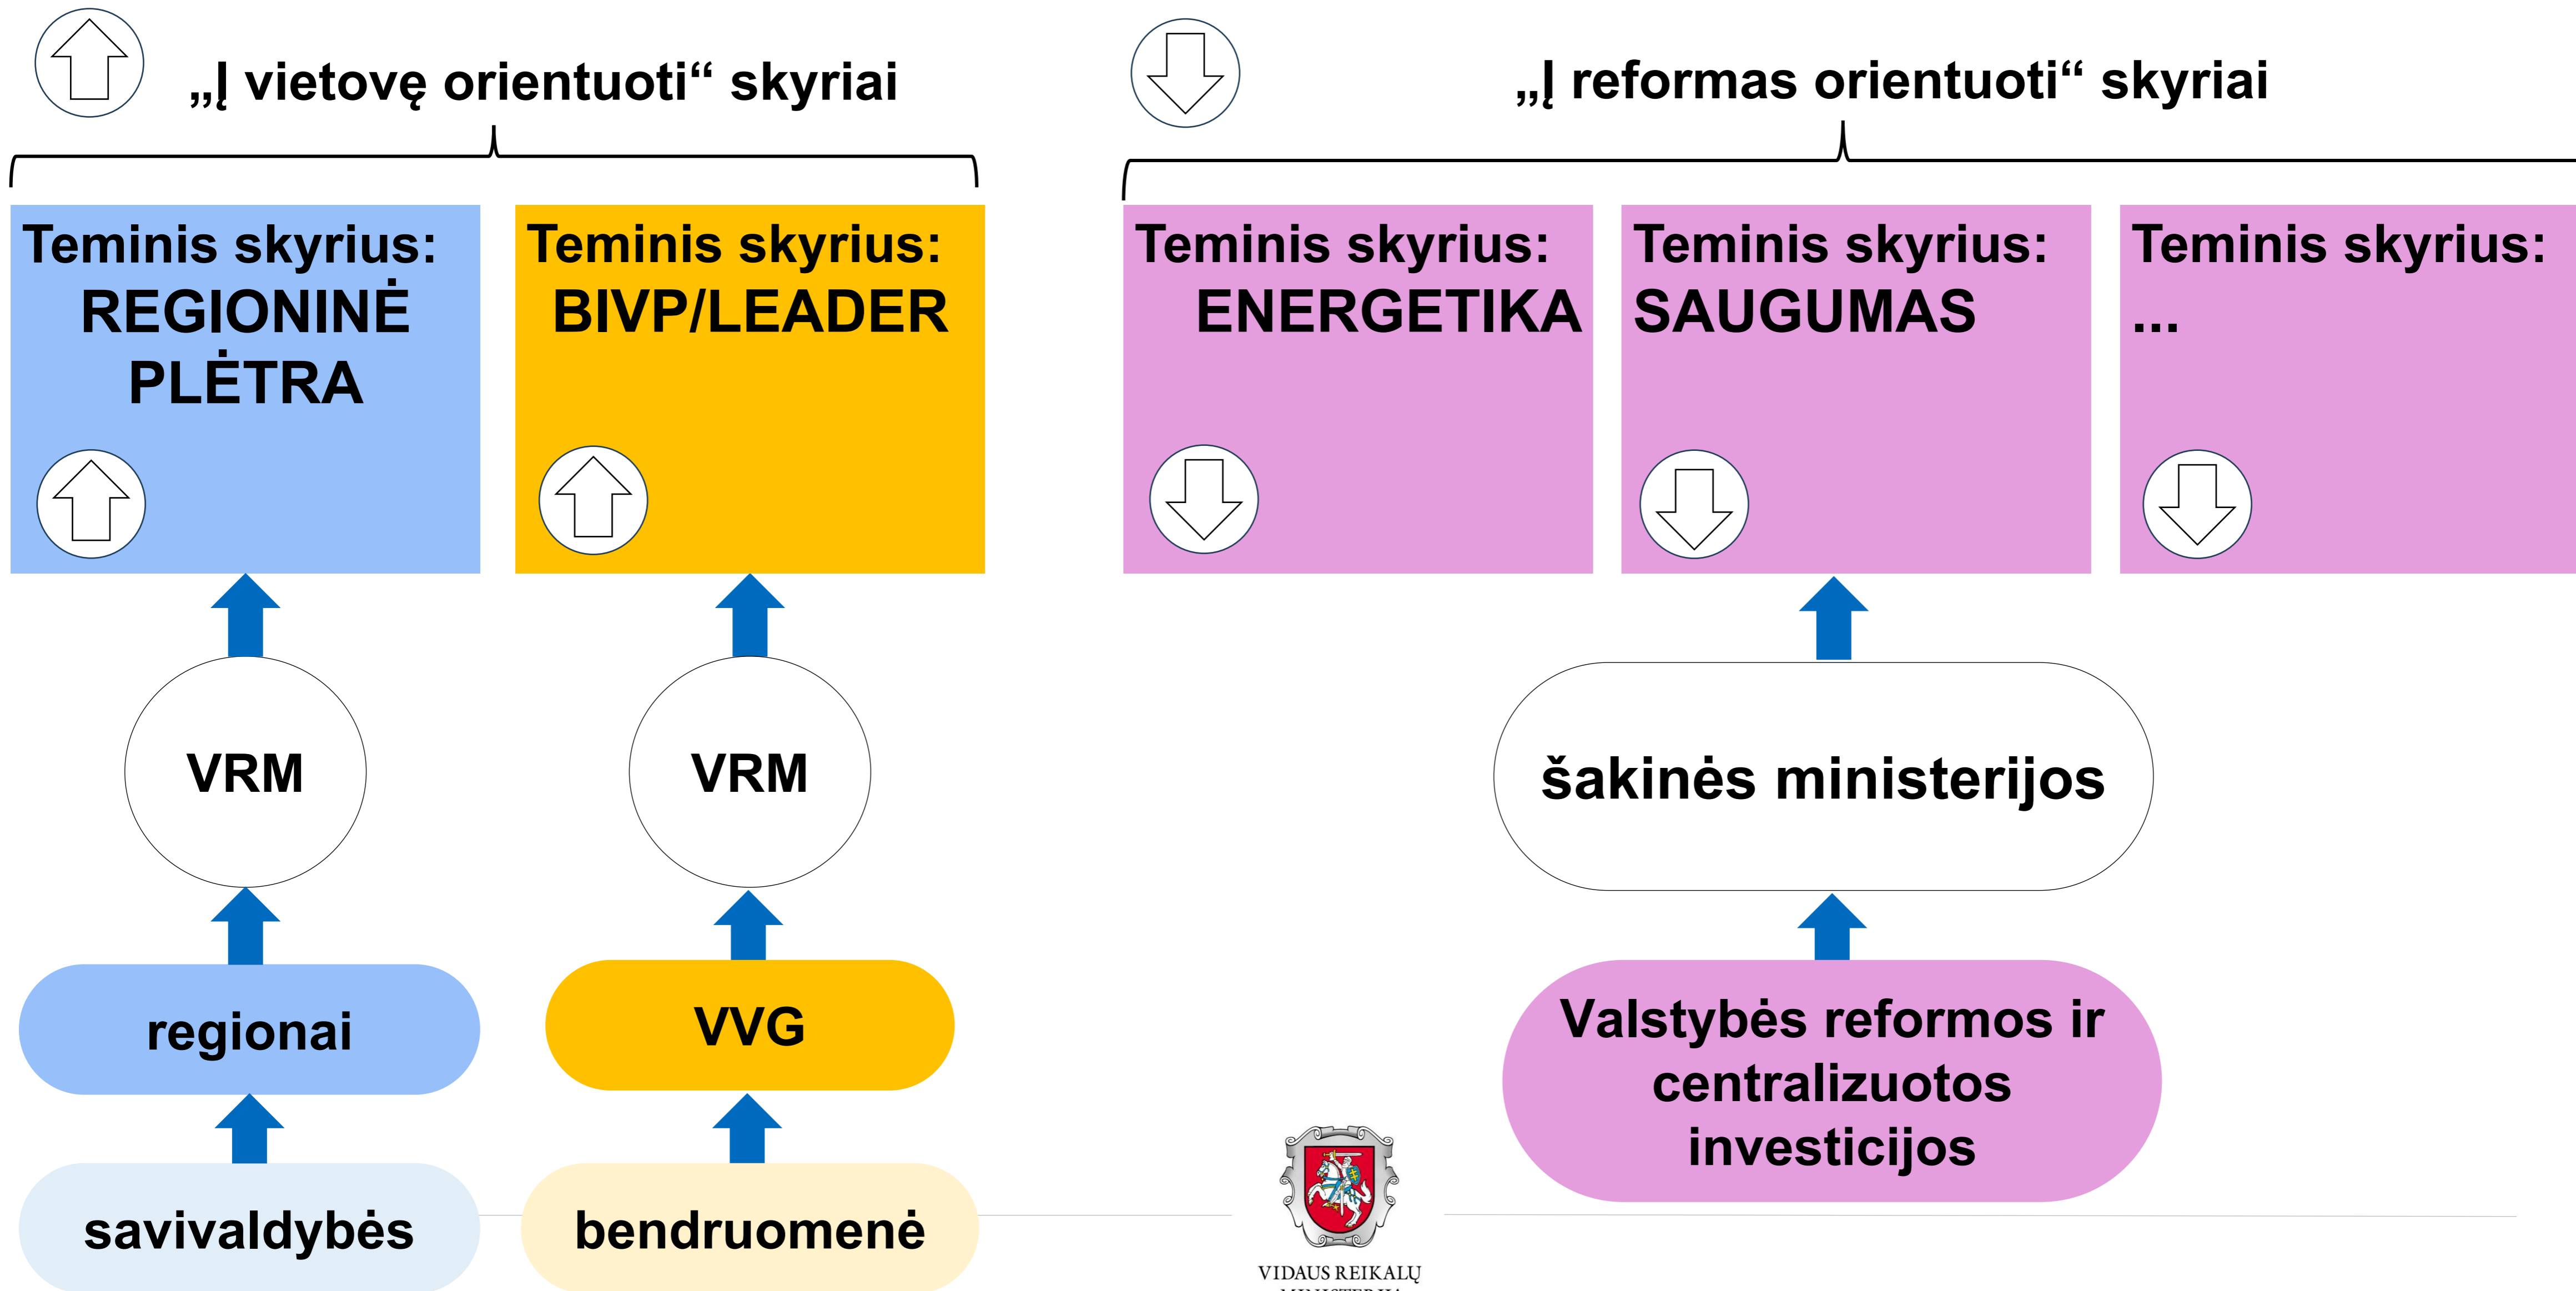 „Į vietovę orientuoti“ skyriai
„Į reformas orientuoti“ skyriai
Teminis skyrius:
REGIONINĖ
PLĖTRA
Teminis skyrius:
BIVP/LEADER
Teminis skyrius:
ENERGETIKA
Teminis skyrius:
SAUGUMAS
Teminis skyrius:
...
VRM
VRM
šakinės ministerijos
regionai
VVG
Valstybės reformos ir
centralizuotos
investicijos
savivaldybės
bendruomenė
VIDAUS REIKALŲ